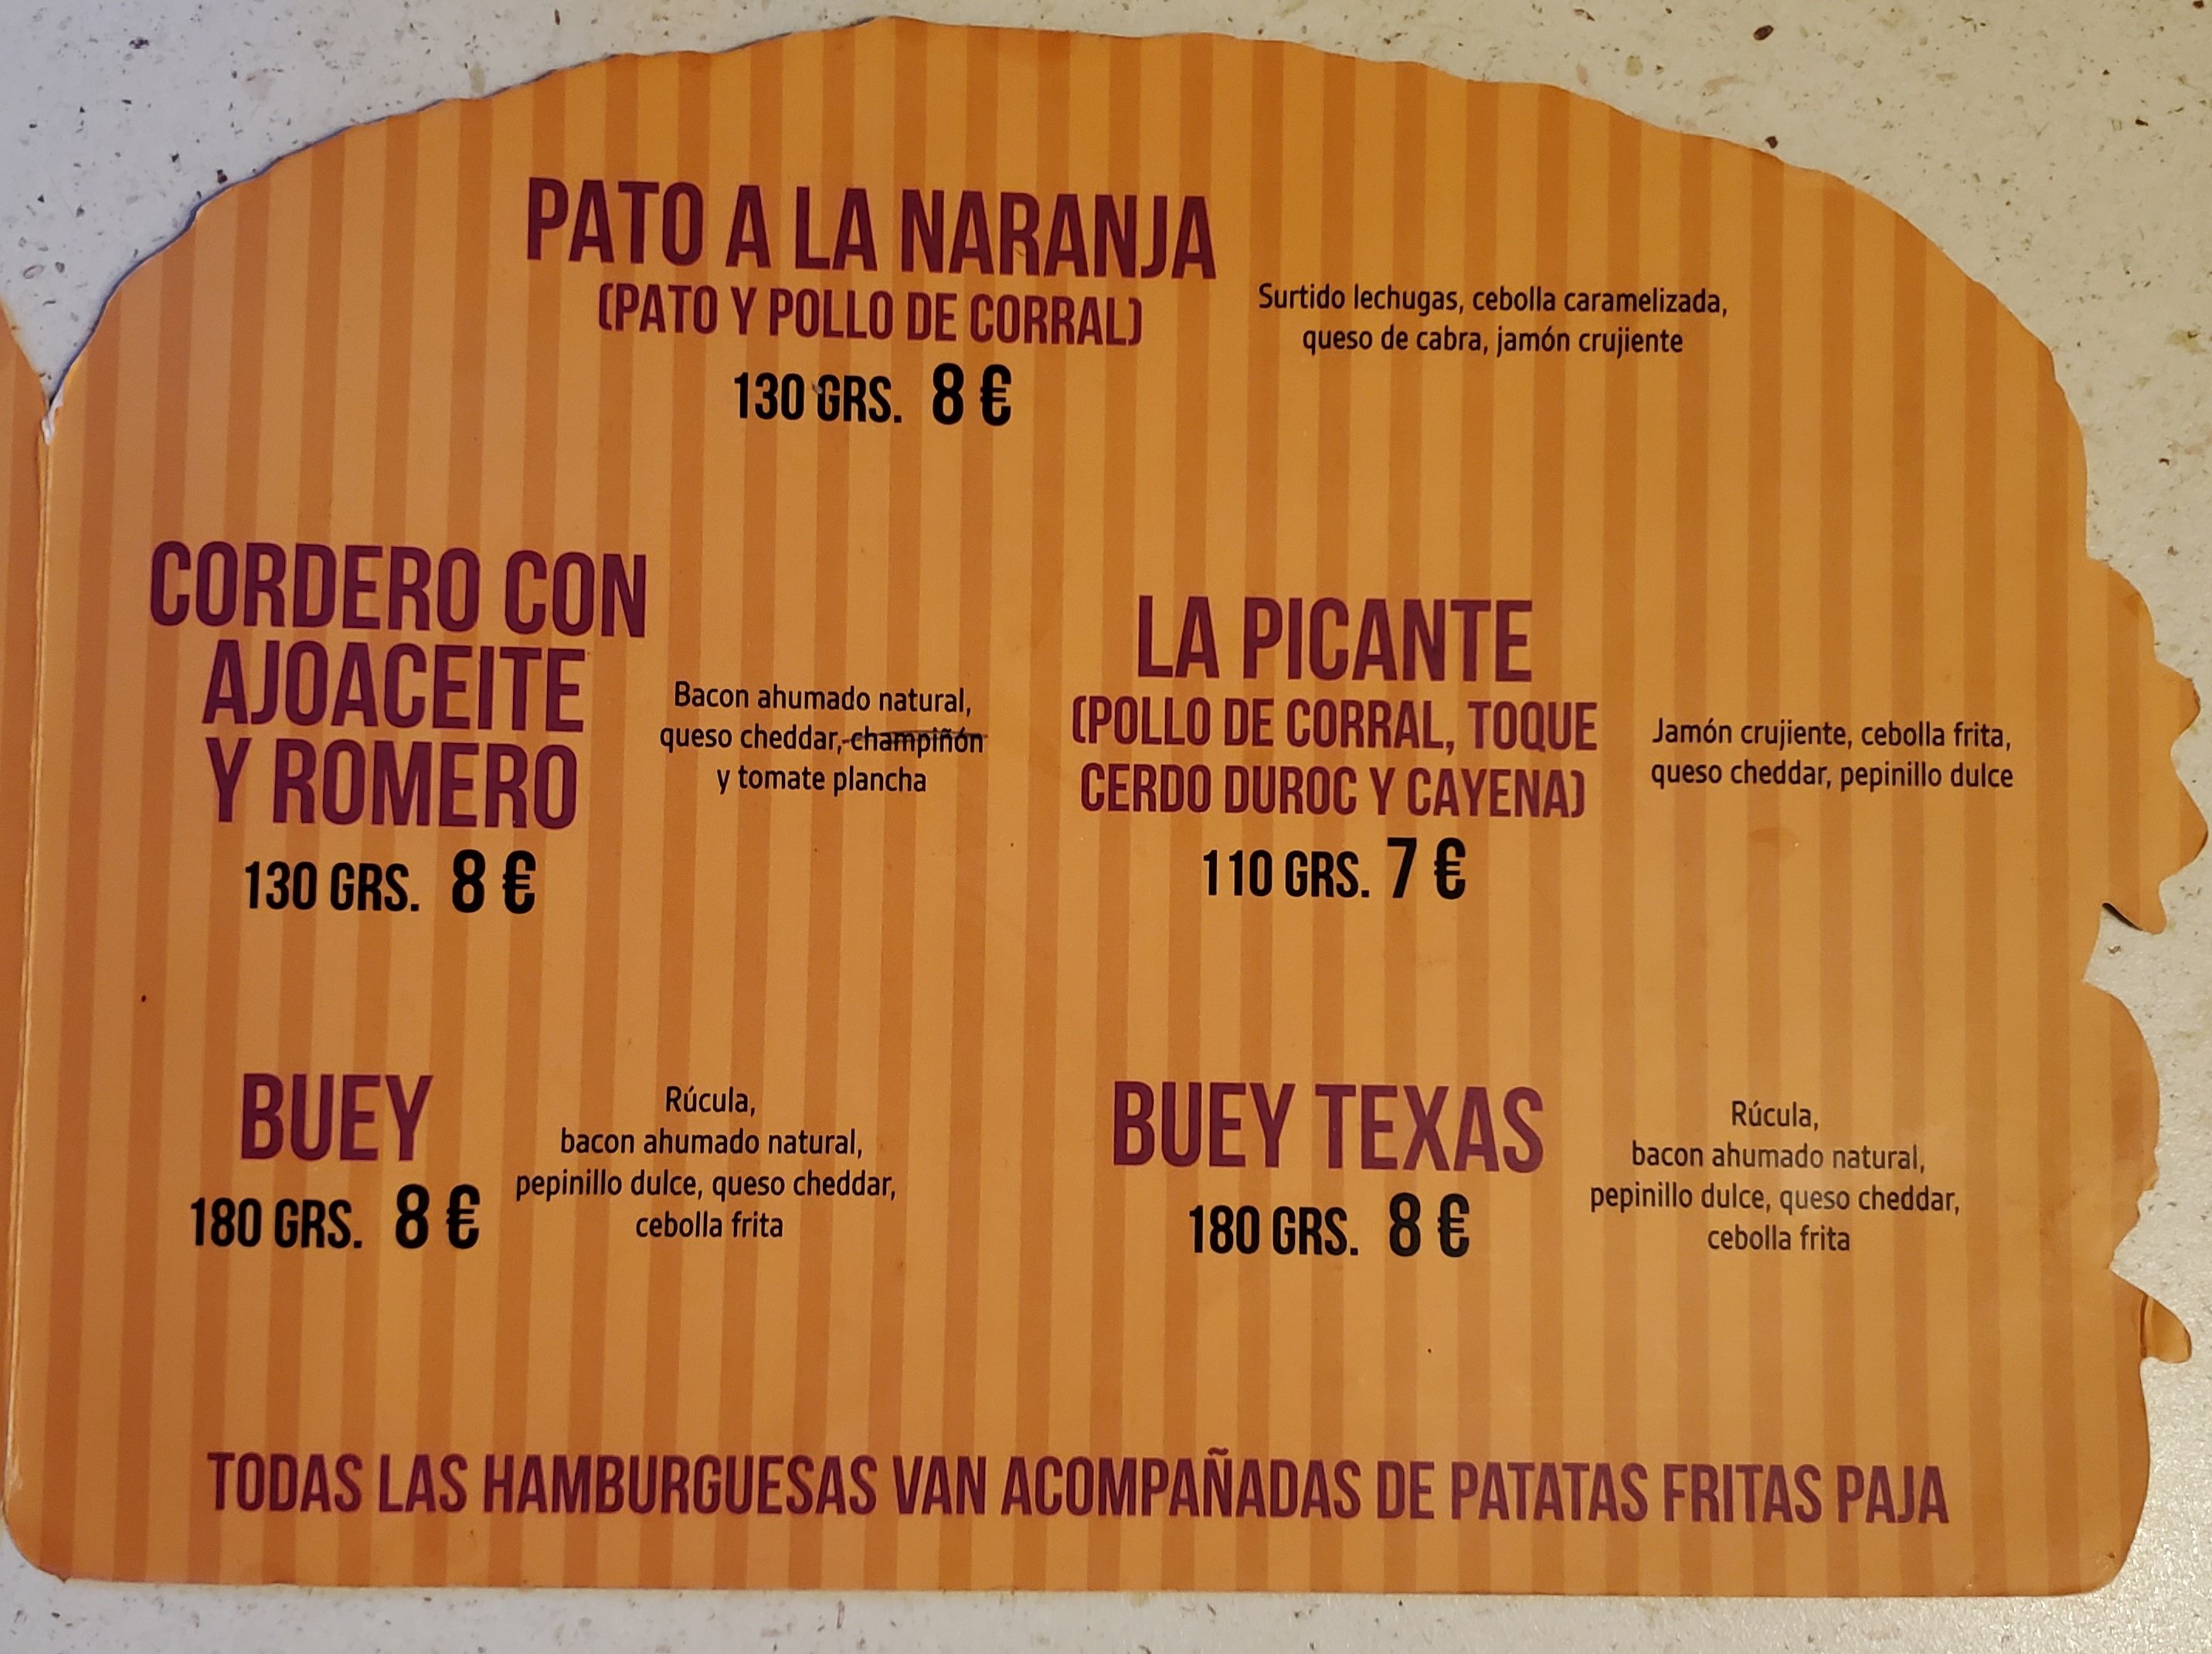 PATO A LA NARANJA
(PATO Y POLLO DE CORRAL)
130 GRS. 8 €
Surtido lechugas, cebolla caramelizada,
queso de cabra, jamón crujiente
CORDERO CON
AJOACEITE
Y ROMERO
130 GRS. 8 €
Bacon ahumado natural,
queso cheddar, champiñón
y tomate plancha
LA PICANTE
(POLLO DE CORRAL, TOQUE
CERDO DUROC Y CAYENA)
110 GRS. 7 €
Jamón crujiente, cebolla frita,
queso cheddar, pepinillo dulce
BUEY
180 GRS. 8 €
Rúcula,
bacon ahumado natural,
pepinillo dulce, queso cheddar,
cebolla frita
BUEY TEXAS
180 GRS. 8 €
Rúcula,
bacon ahumado natural,
pepinillo dulce, queso cheddar,
cebolla frita
TODAS LAS HAMBURGUESAS VAN ACOMPAÑADAS DE PATATAS FRITAS PAJA